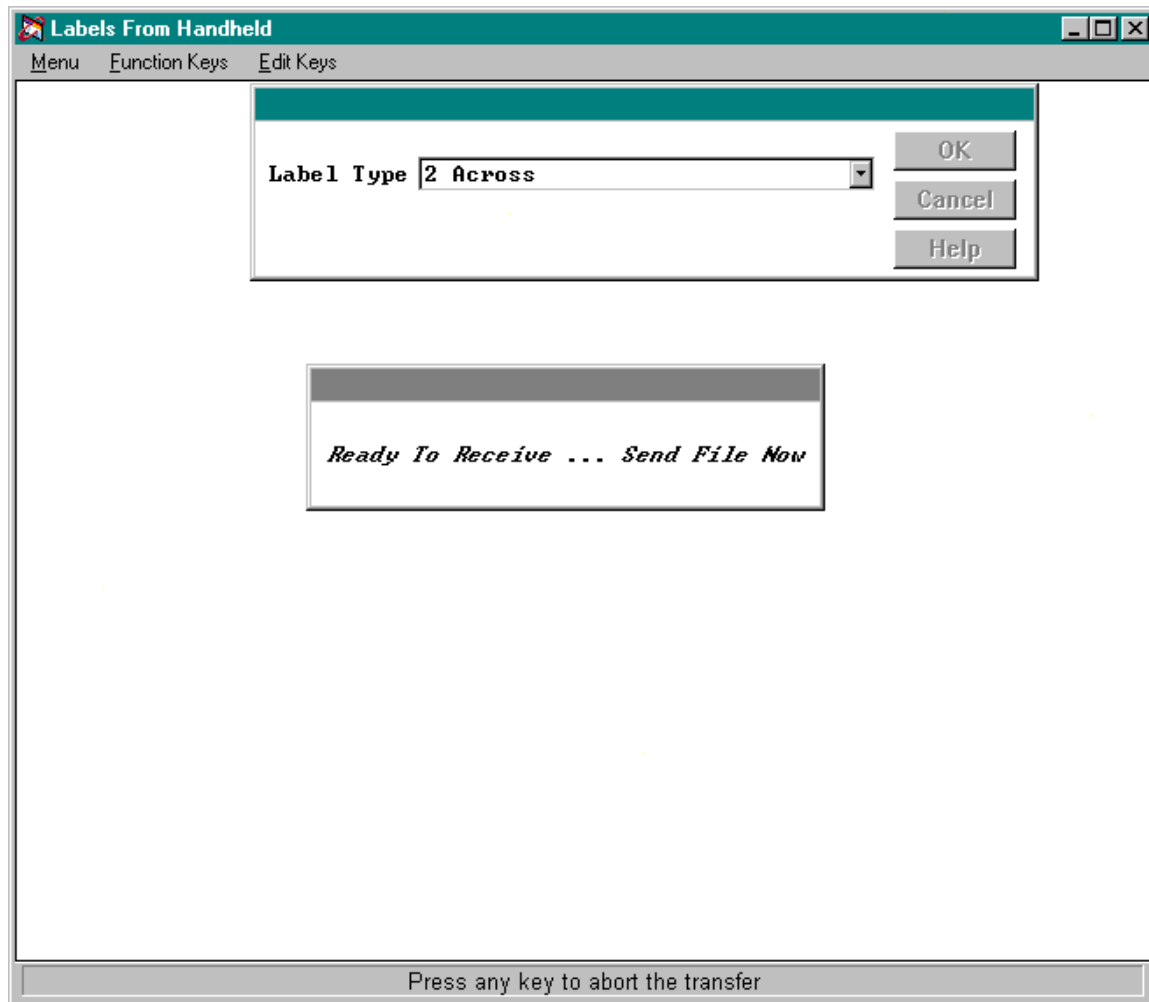 Labels From Handheld
Menu Function Keys Edit Keys
Label Type 2 Across
OK
Cancel
Help
Ready To Receive ... Send File Now
Press any key to abort the transfer